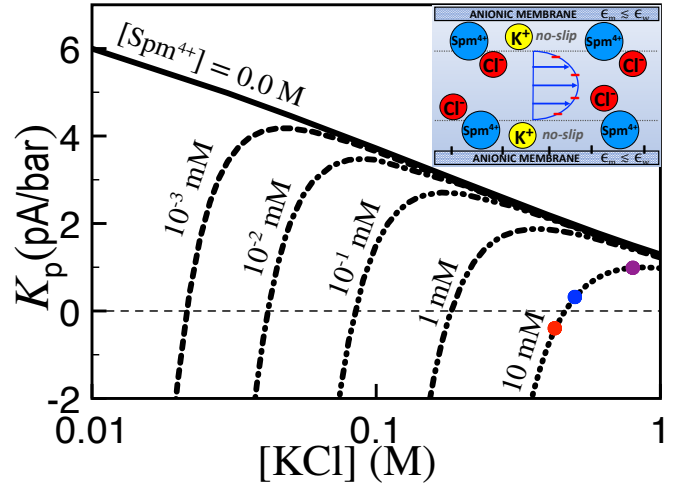 ANIONIC MEMBRANE ϵm ≲ ϵw
Spm4+ K+ no-slip Spm4+
Cl- Cl-
Cl- Cl-
Spm4+ K+ no-slip Spm4+
ANIONIC MEMBRANE ϵm ≲ ϵw
[Spm4+] = 0.0 M
10-3 mM
10-2 mM
10-1 mM
1 mM
10 mM
Kp(pA/bar)
6
4
2
0
-2
0.01 0.1 1
[KCl] (M)